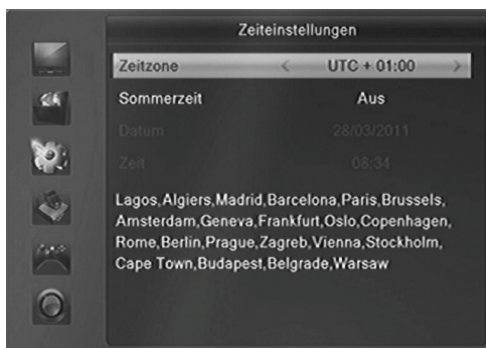 Zeiteinstellungen
Zeitzone < UTC + 01:00 >
Sommerzeit Aus
Datum 28/03/2011
Zeit 08:34
Lagos,Algiers,Madrid,Barcelona,Paris,Brussels,
Amsterdam,Geneva,Frankfurt,Oslo,Copenhagen,
Rome,Berlin,Prague,Zagreb,Vienna,Stockholm,
Cape Town,Budapest,Belgrade,Warsaw